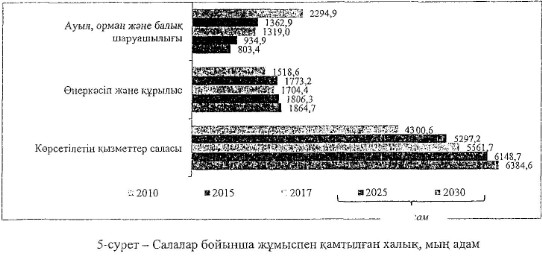 Ауыл, орман және балық
шаруашылығы
2294,9
1362,9
1319,0
934,9
803,4
Өнеркәсіп және құрылыс
1518,6
1773,2
1704,4
1806,3
1864,7
Көрсетілетін қызметтер саласы
4300,6
5297,2
5561,7
6148,7
6384,6
2010 2015 2017 2025 2030
5-сурет – Салалар бойынша жұмыспен қамтылған халық, мың адам